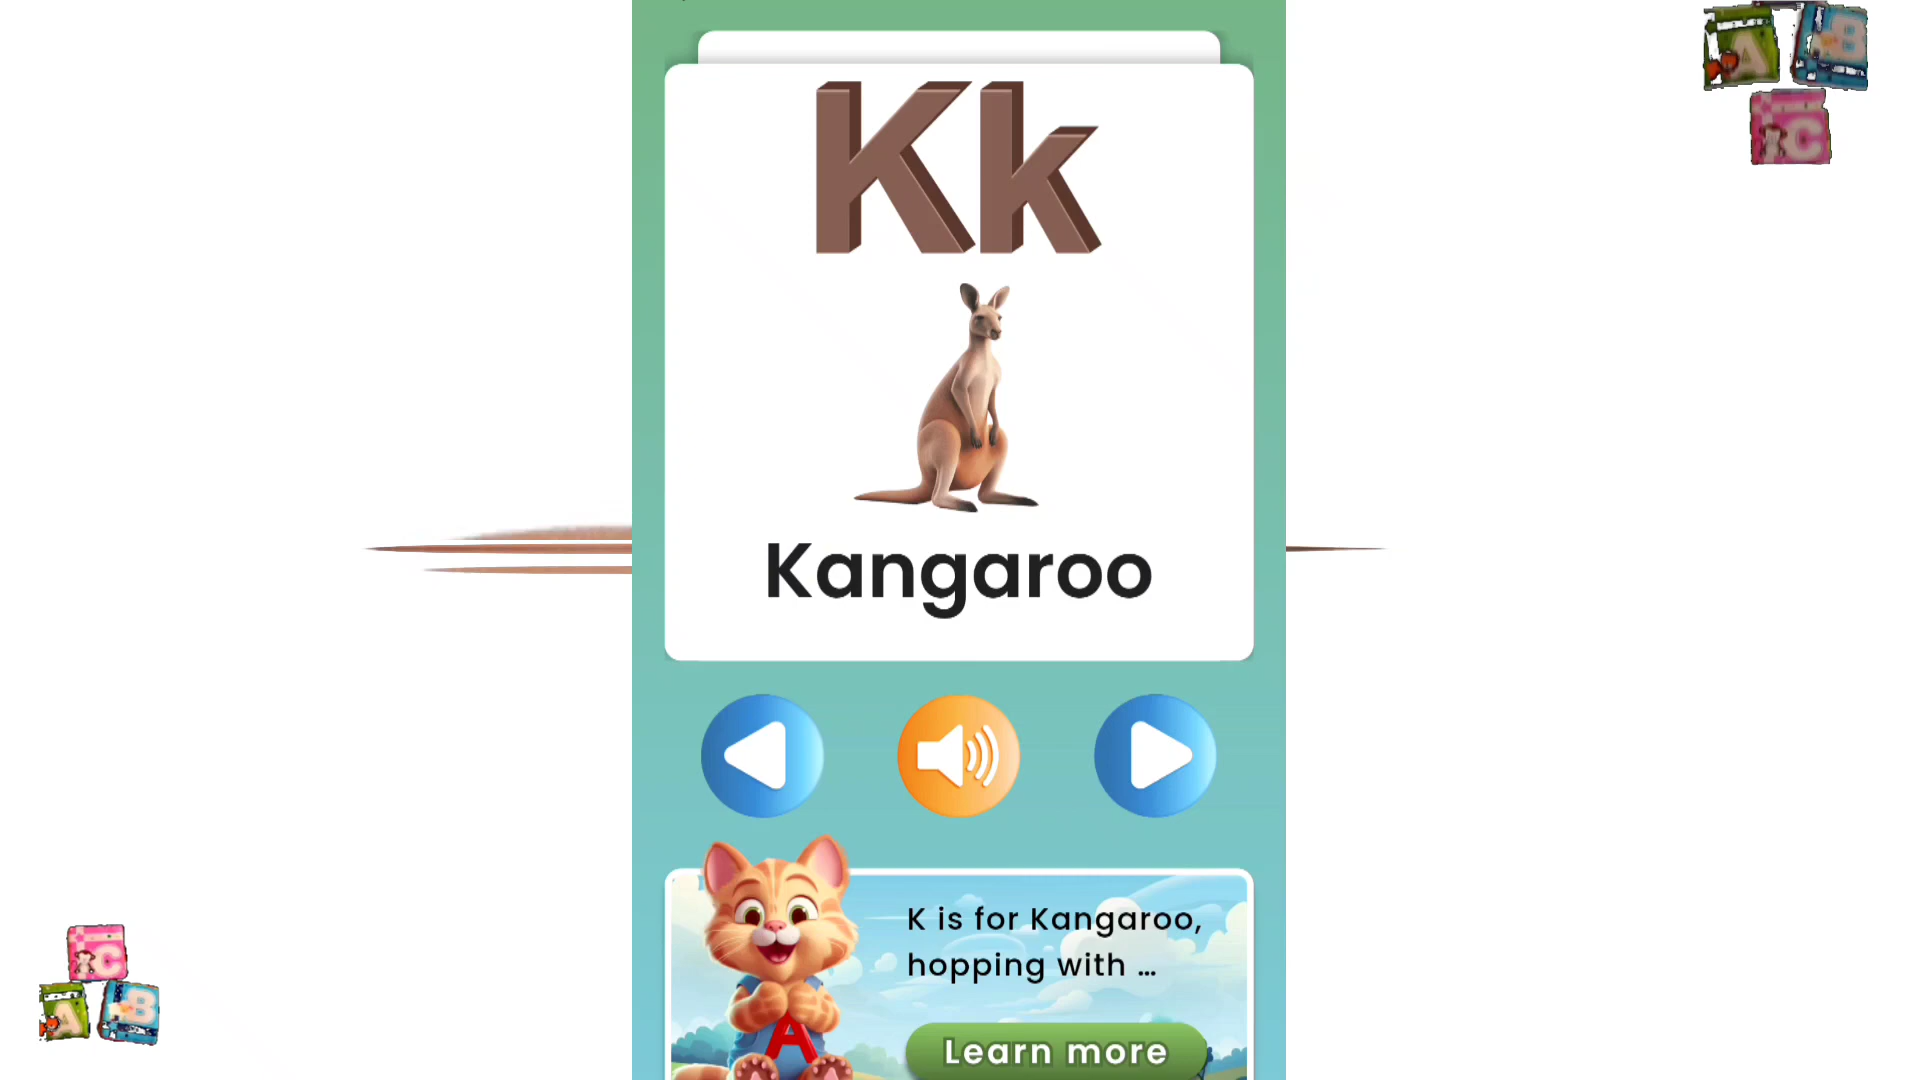 A B
C
Kk
Kangaroo
K is for Kangaroo,
hopping with ...
Learn more
A
C
A B